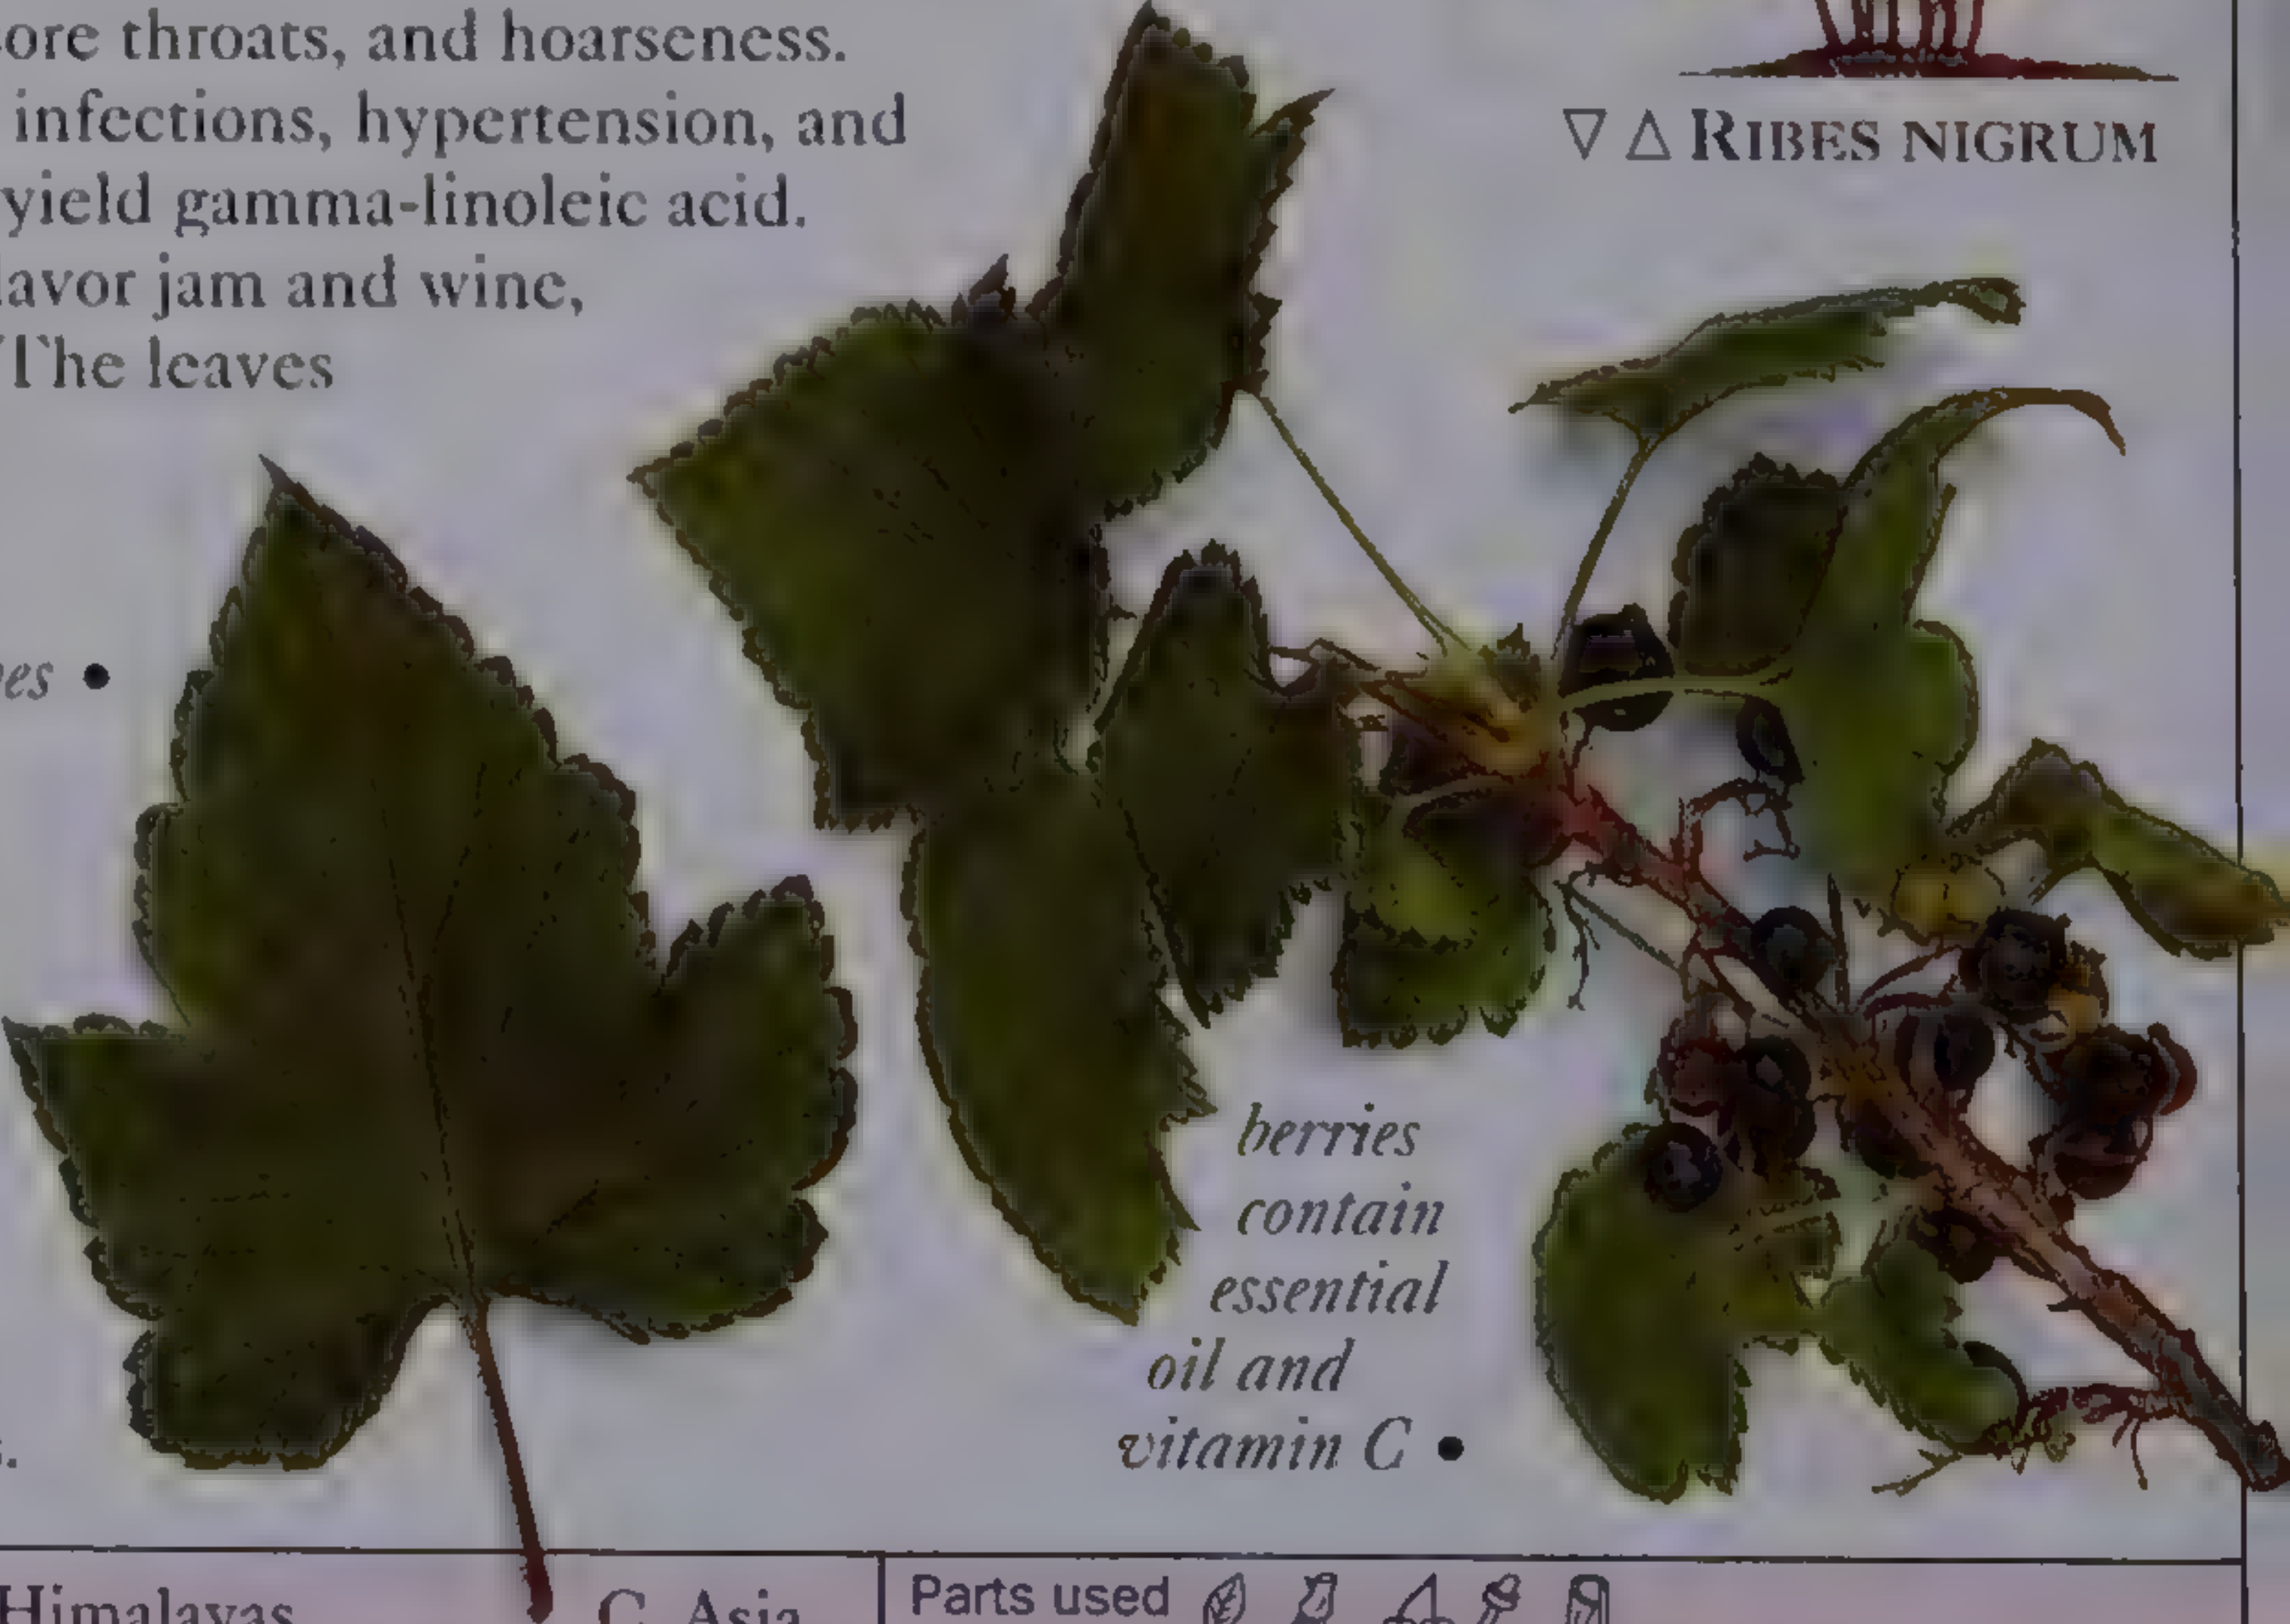 ore throats, and hoarseness.
infections, hypertension, and
yield gamma-linoleic acid.
lavor jam and wine,
The leaves
▽ △ RIBES NIGRUM
es •
berries
contain
essential
oil and
vitamin C •
s.
Himalayas
C. Asia
Parts used